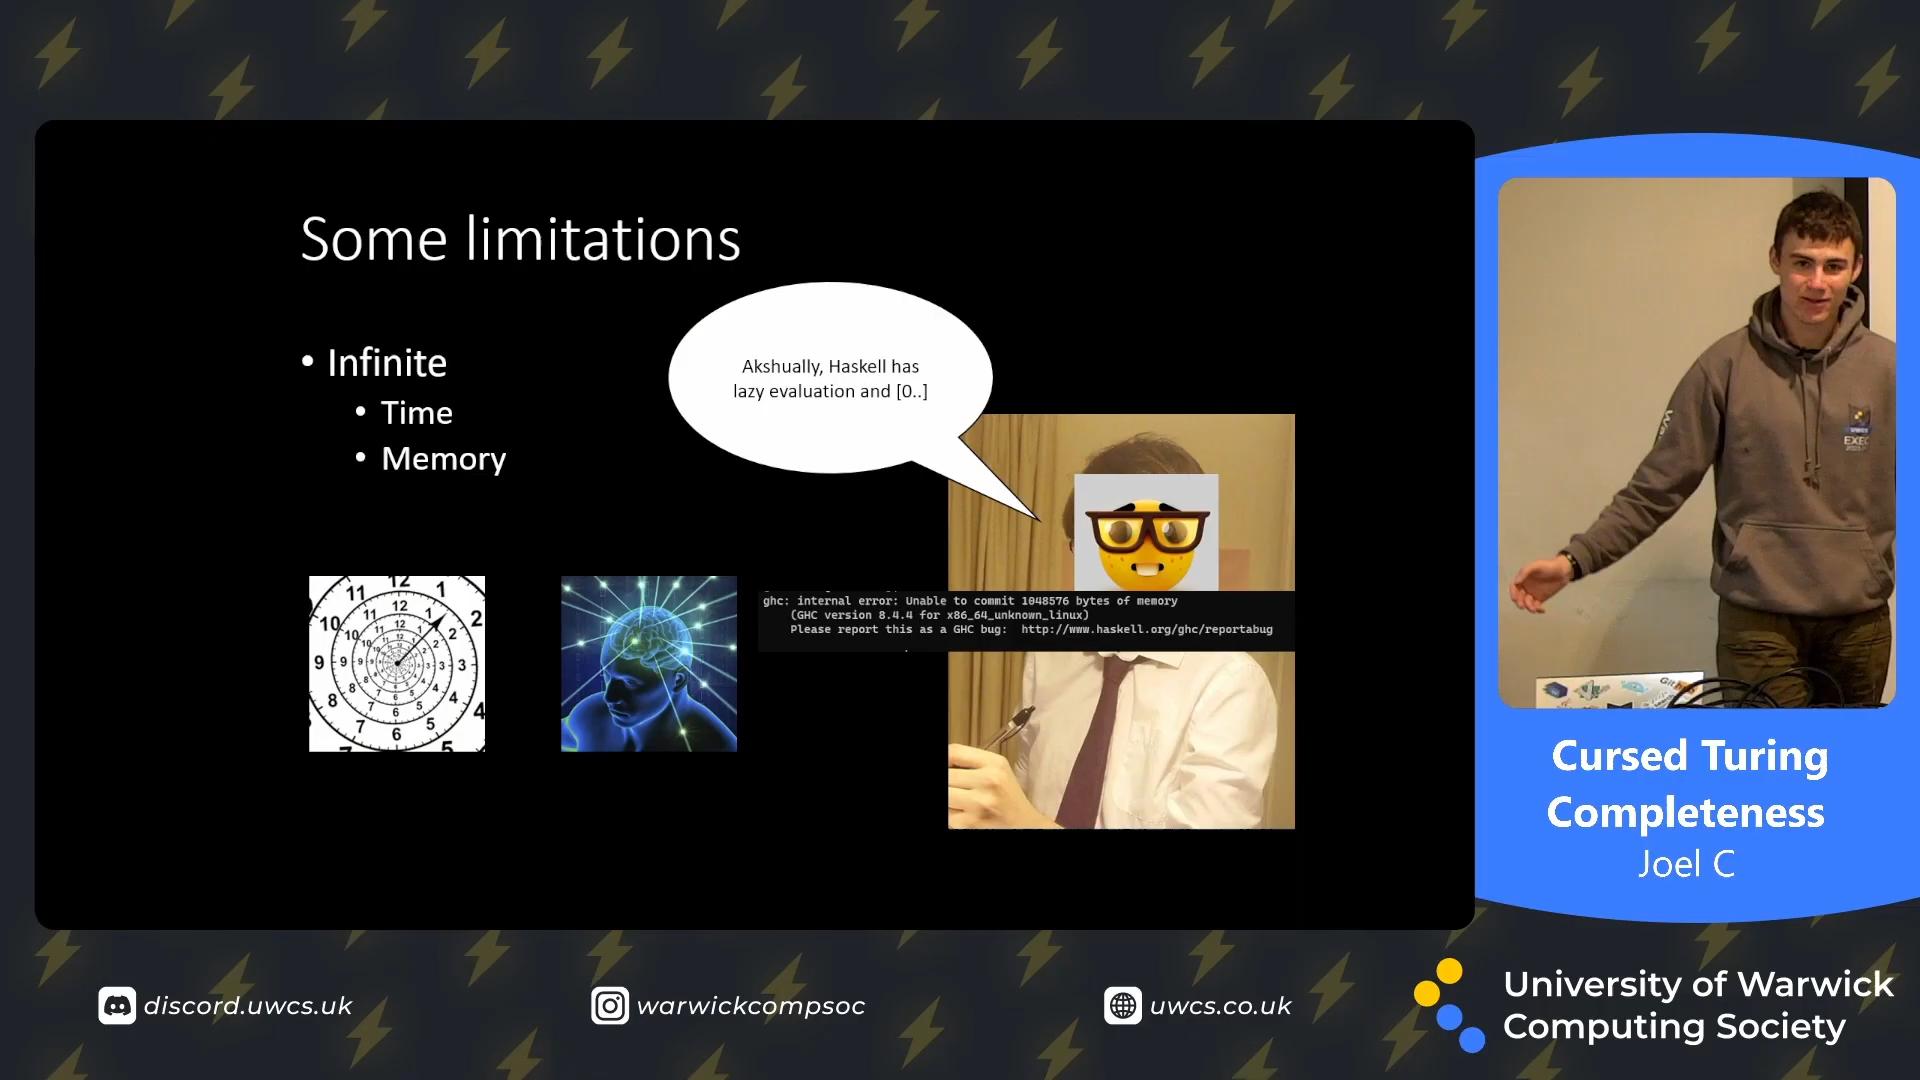 Some limitations
• Infinite
• Time
• Memory
Akshually, Haskell has
lazy evaluation and [0..]
ghc: internal error: Unable to commit 1048576 bytes of memory
(GHC version 8.4.4 for x86_64_unknown_linux)
Please report this as a GHC bug: http://www.haskell.org/ghc/reportabug
EXEC
Cursed Turing
Completeness
Joel C
discord.uwcs.uk
warwickcompsoc
uwcs.co.uk
University of Warwick
Computing Society